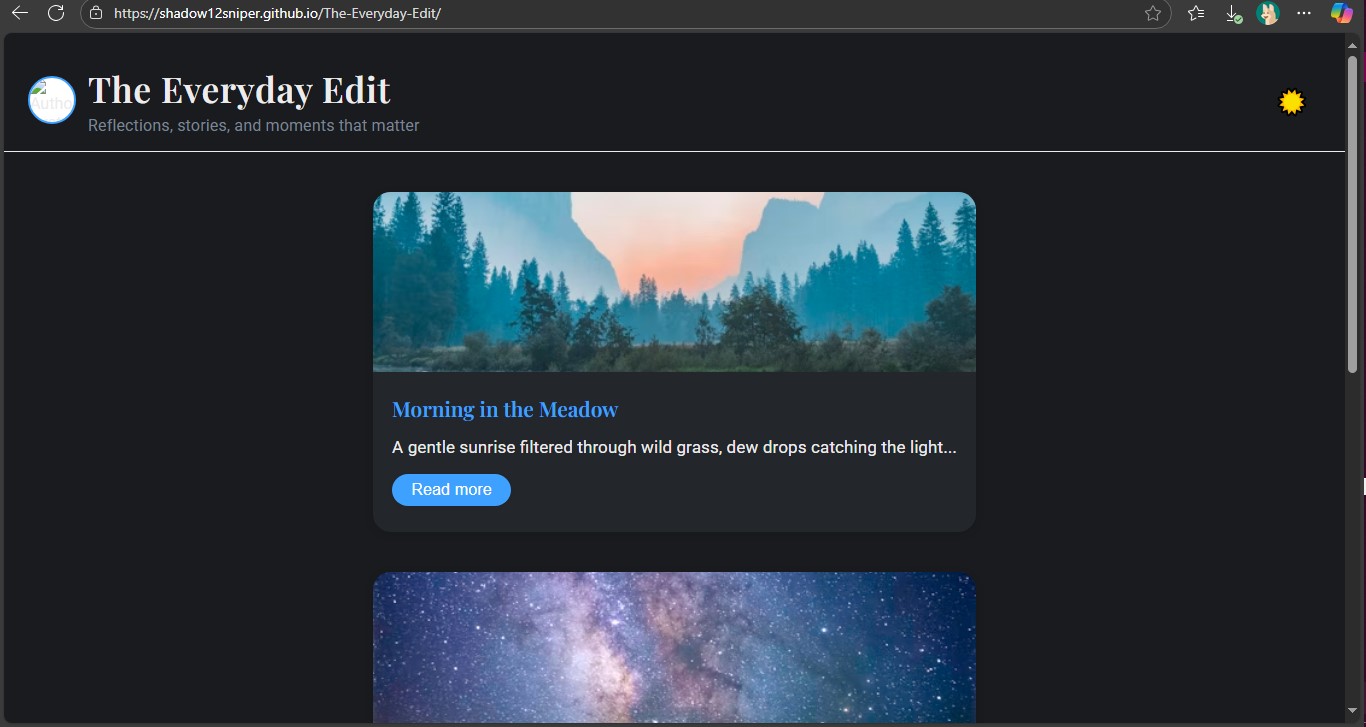 https://shadow12sniper.github.io/The-Everyday-Edit/
The Everyday Edit
Autho
Reflections, stories, and moments that matter
Morning in the Meadow
A gentle sunrise filtered through wild grass, dew drops catching the light...
Read more